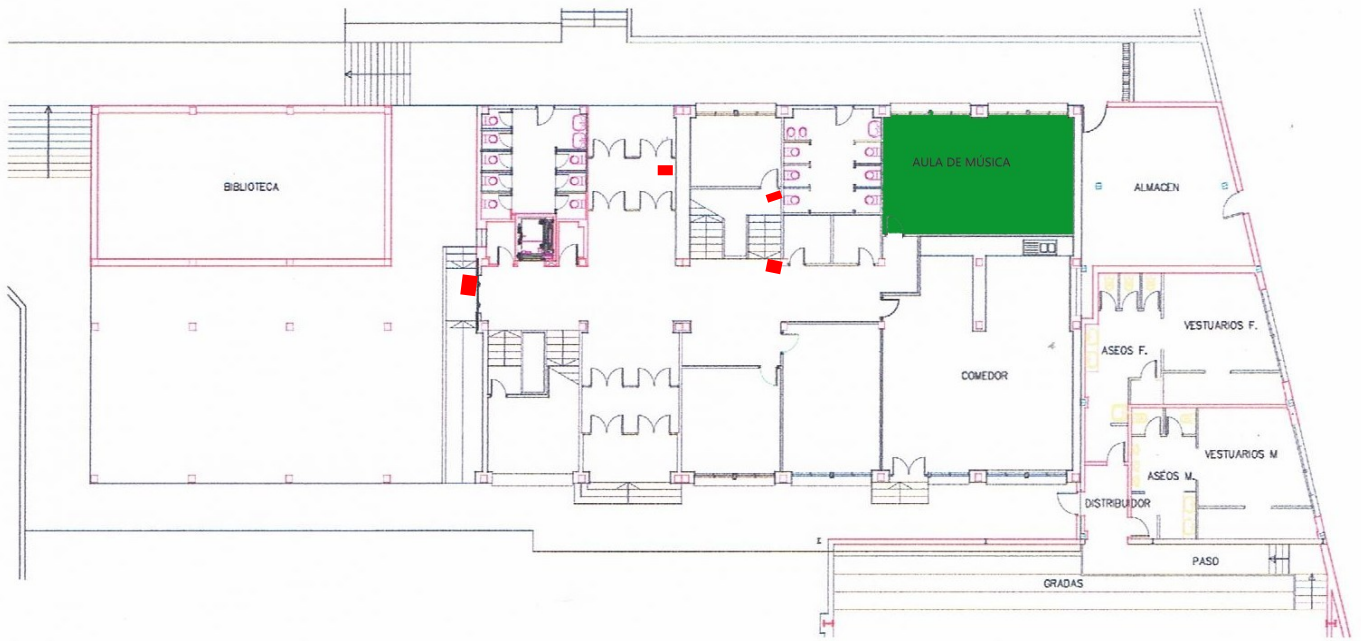 AULA DE MÚSICA
BIBLIOTECA
ALMACEN
VESTUARIOS F.
ASEOS F.
COMEDOR
VESTUARIOS M
ASEOS M.
DISTRIBUIDOR
PASO
GRADAS